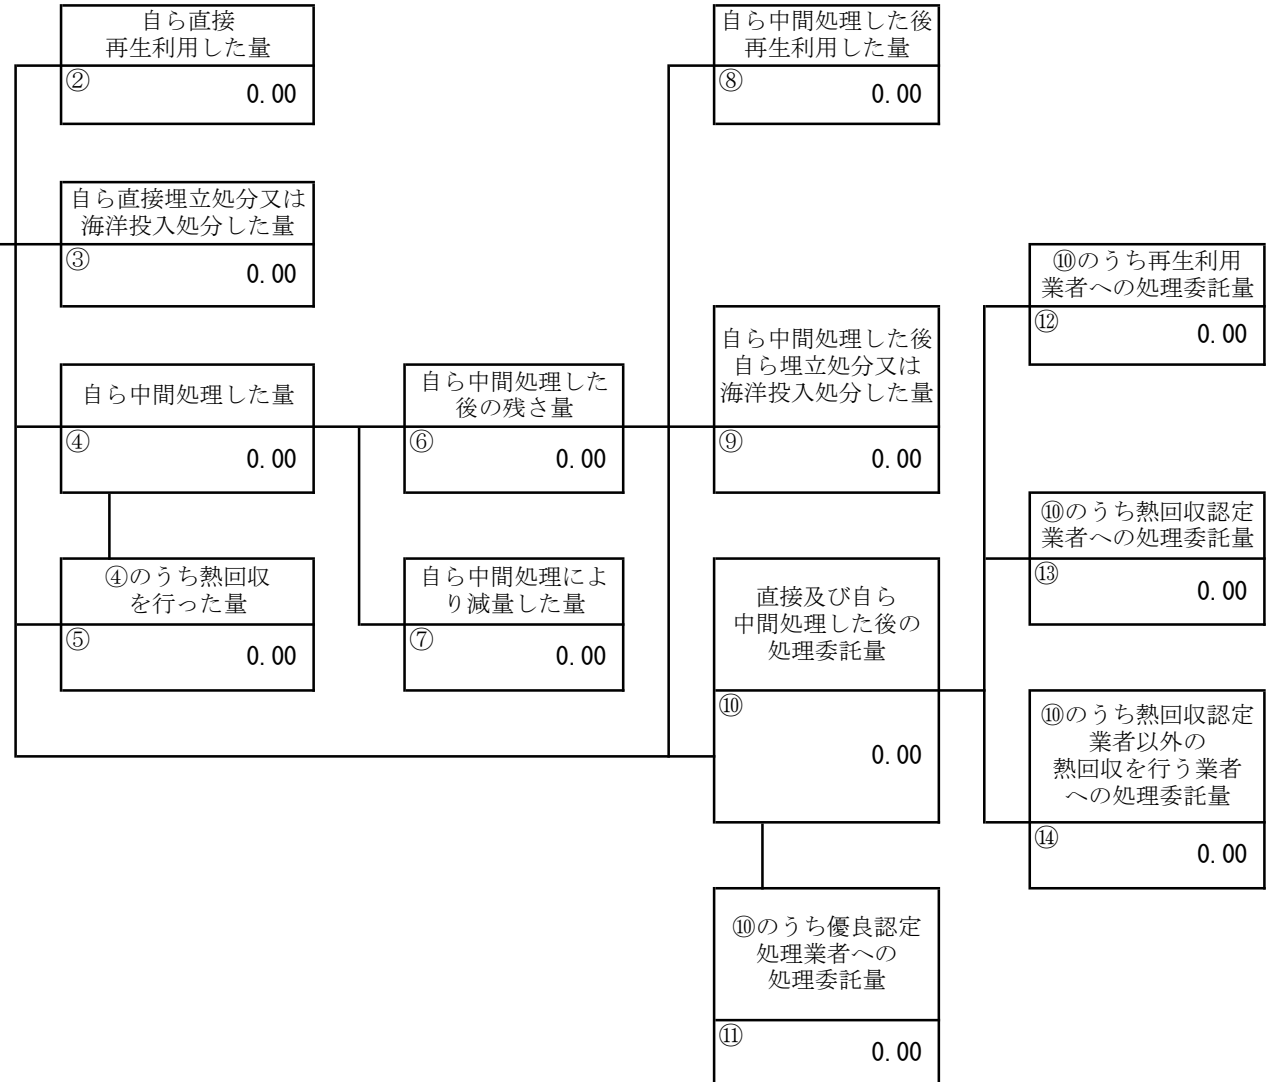 自ら直接
再生利用した量
②
0.00
自ら直接埋立処分又は
海洋投入処分した量
③
0.00
自ら中間処理した量
④
0.00
④のうち熱回収
を行った量
⑤
0.00
自ら中間処理した
後の残さ量
⑥
0.00
自ら中間処理によ
り減量した量
⑦
0.00
自ら中間処理した後
再生利用した量
⑧
0.00
自ら中間処理した後
自ら埋立処分又は
海洋投入処分した量
⑨
0.00
直接及び自ら
中間処理した後の
処理委託量
⑩
0.00
⑩のうち優良認定
処理業者への
処理委託量
⑪
0.00
⑩のうち再生利用
業者への処理委託量
⑫
0.00
⑩のうち熱回収認定
業者への処理委託量
⑬
0.00
⑩のうち熱回収認定
業者以外の
熱回収を行う業者
への処理委託量
⑭
0.00